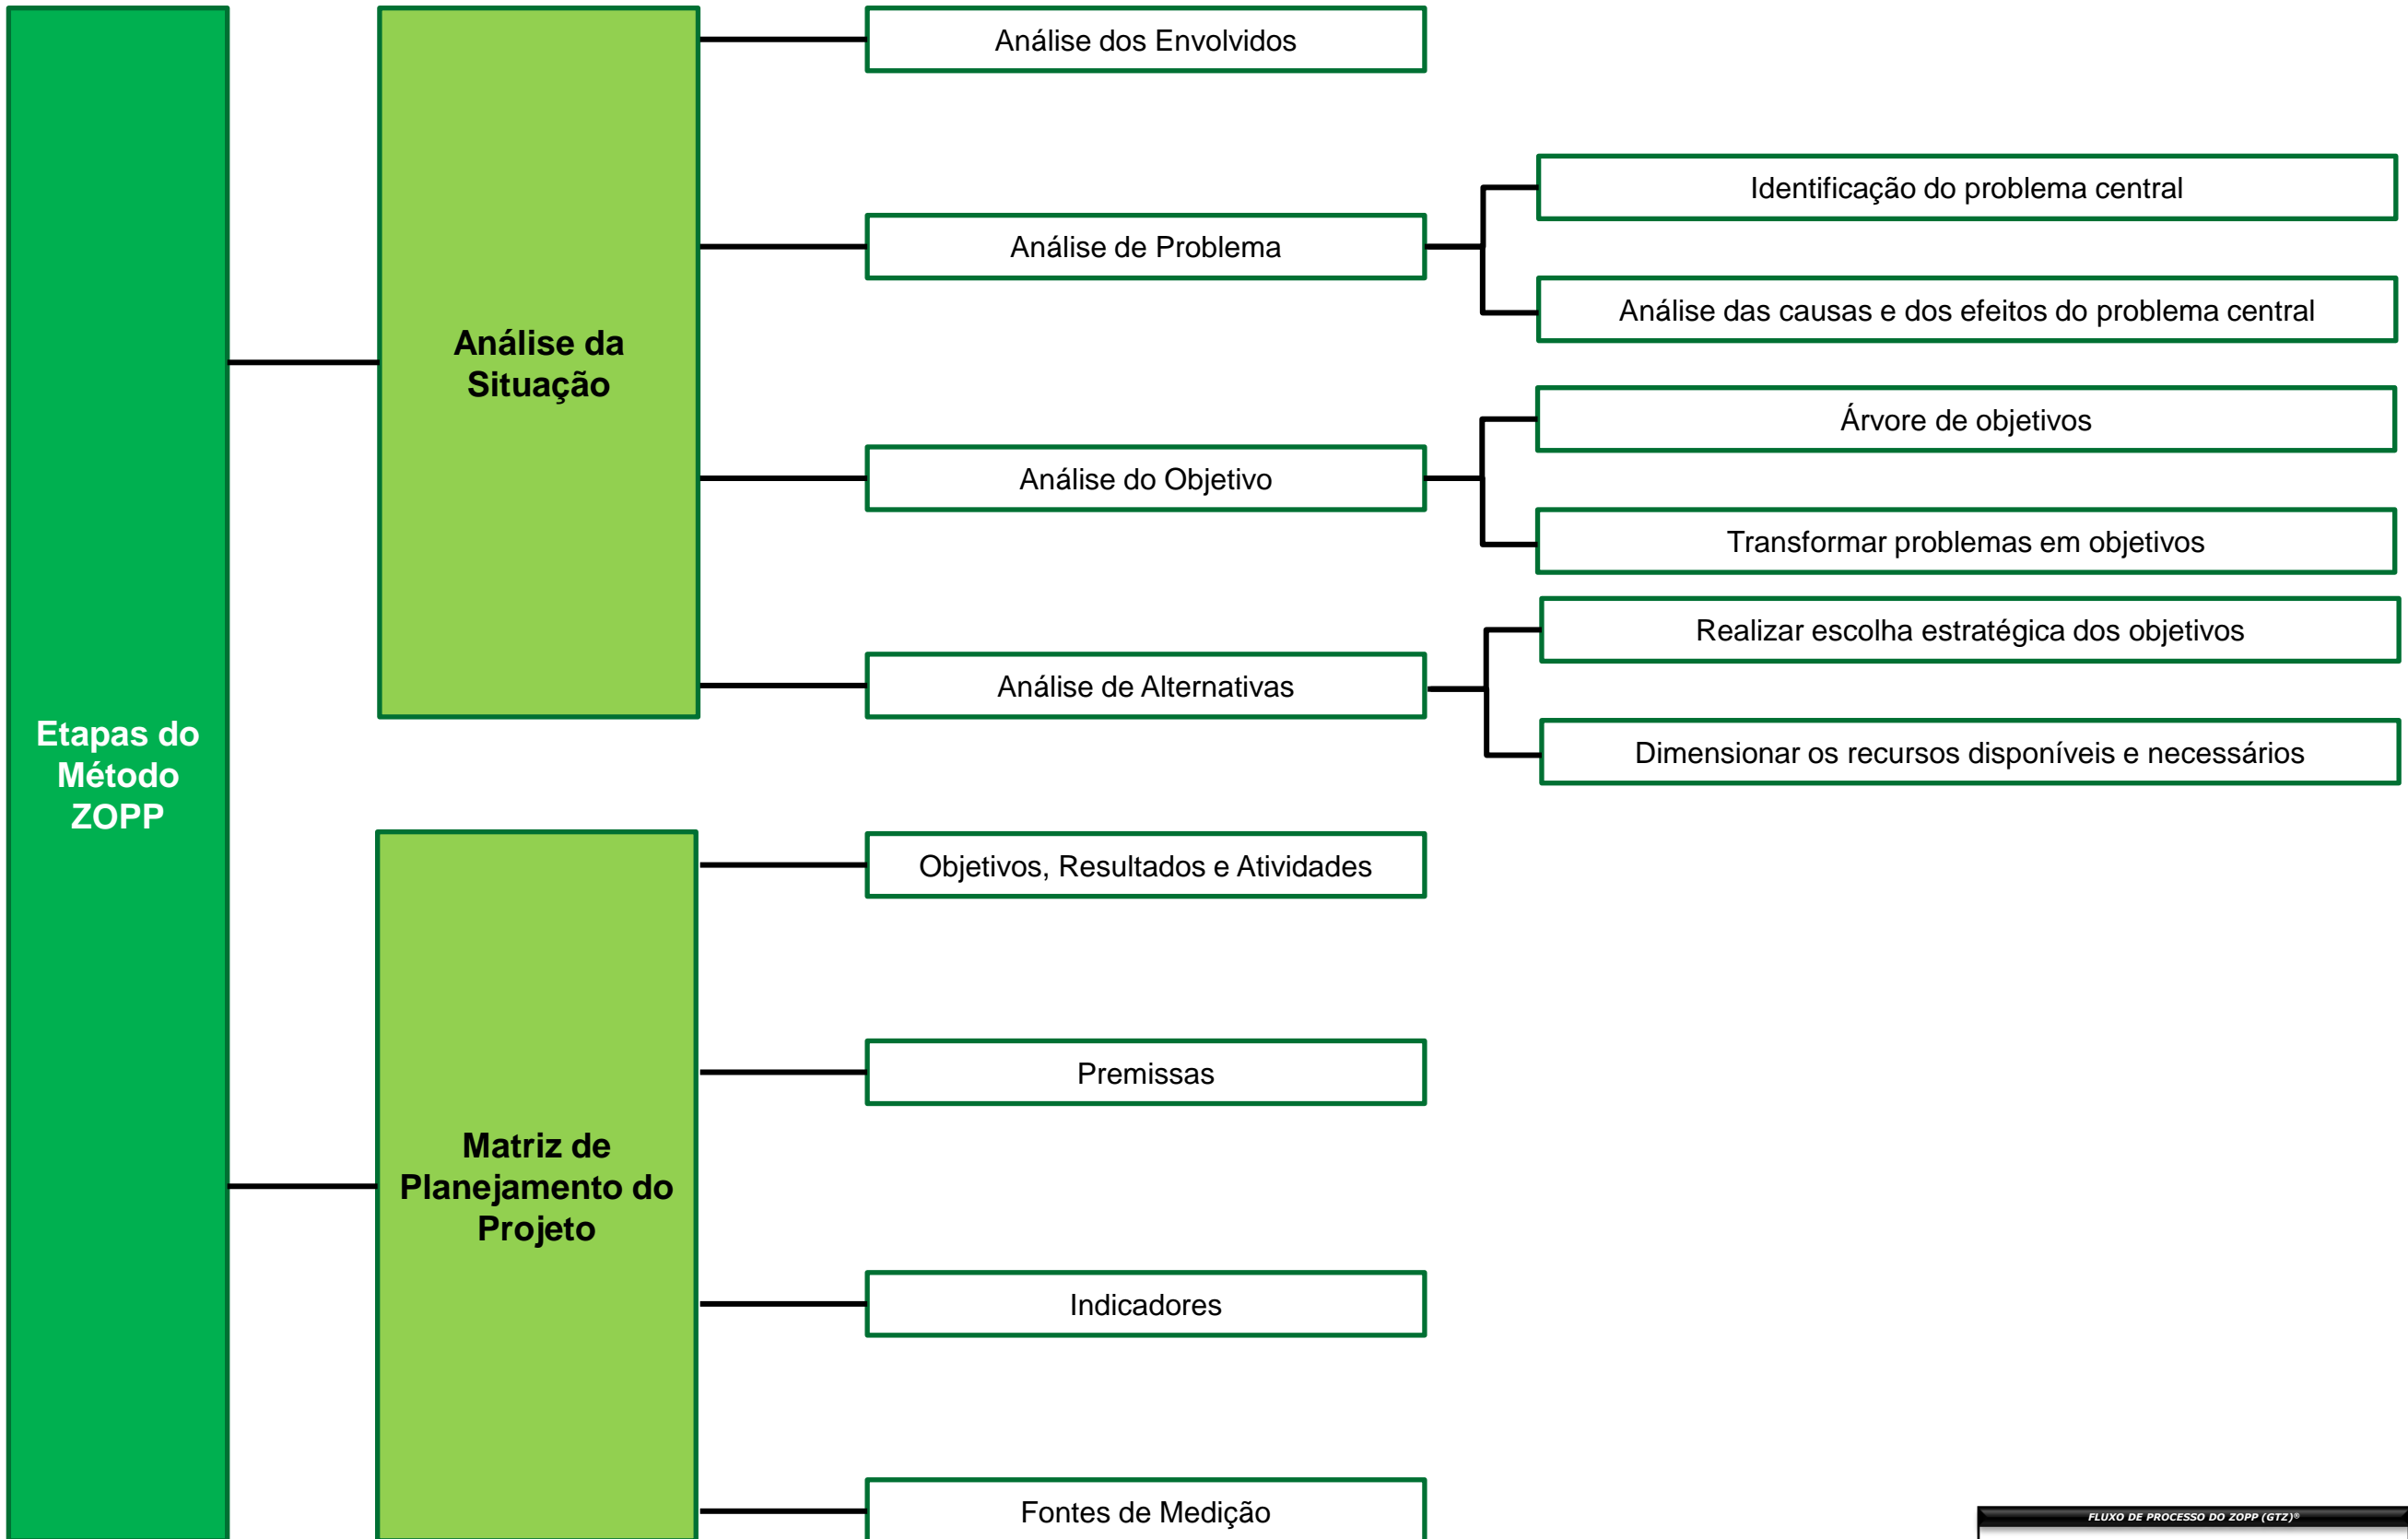 Etapas do
Método
ZOPP
Análise da
Situação
Análise dos Envolvidos
Análise de Problema
Identificação do problema central
Análise das causas e dos efeitos do problema central
Análise do Objetivo
Árvore de objetivos
Transformar problemas em objetivos
Análise de Alternativas
Realizar escolha estratégica dos objetivos
Dimensionar os recursos disponíveis e necessários
Matriz de
Planejamento do
Projeto
Objetivos, Resultados e Atividades
Premissas
Indicadores
Fontes de Medição
FLUXO DE PROCESSO DO ZOPP (GTZ)®